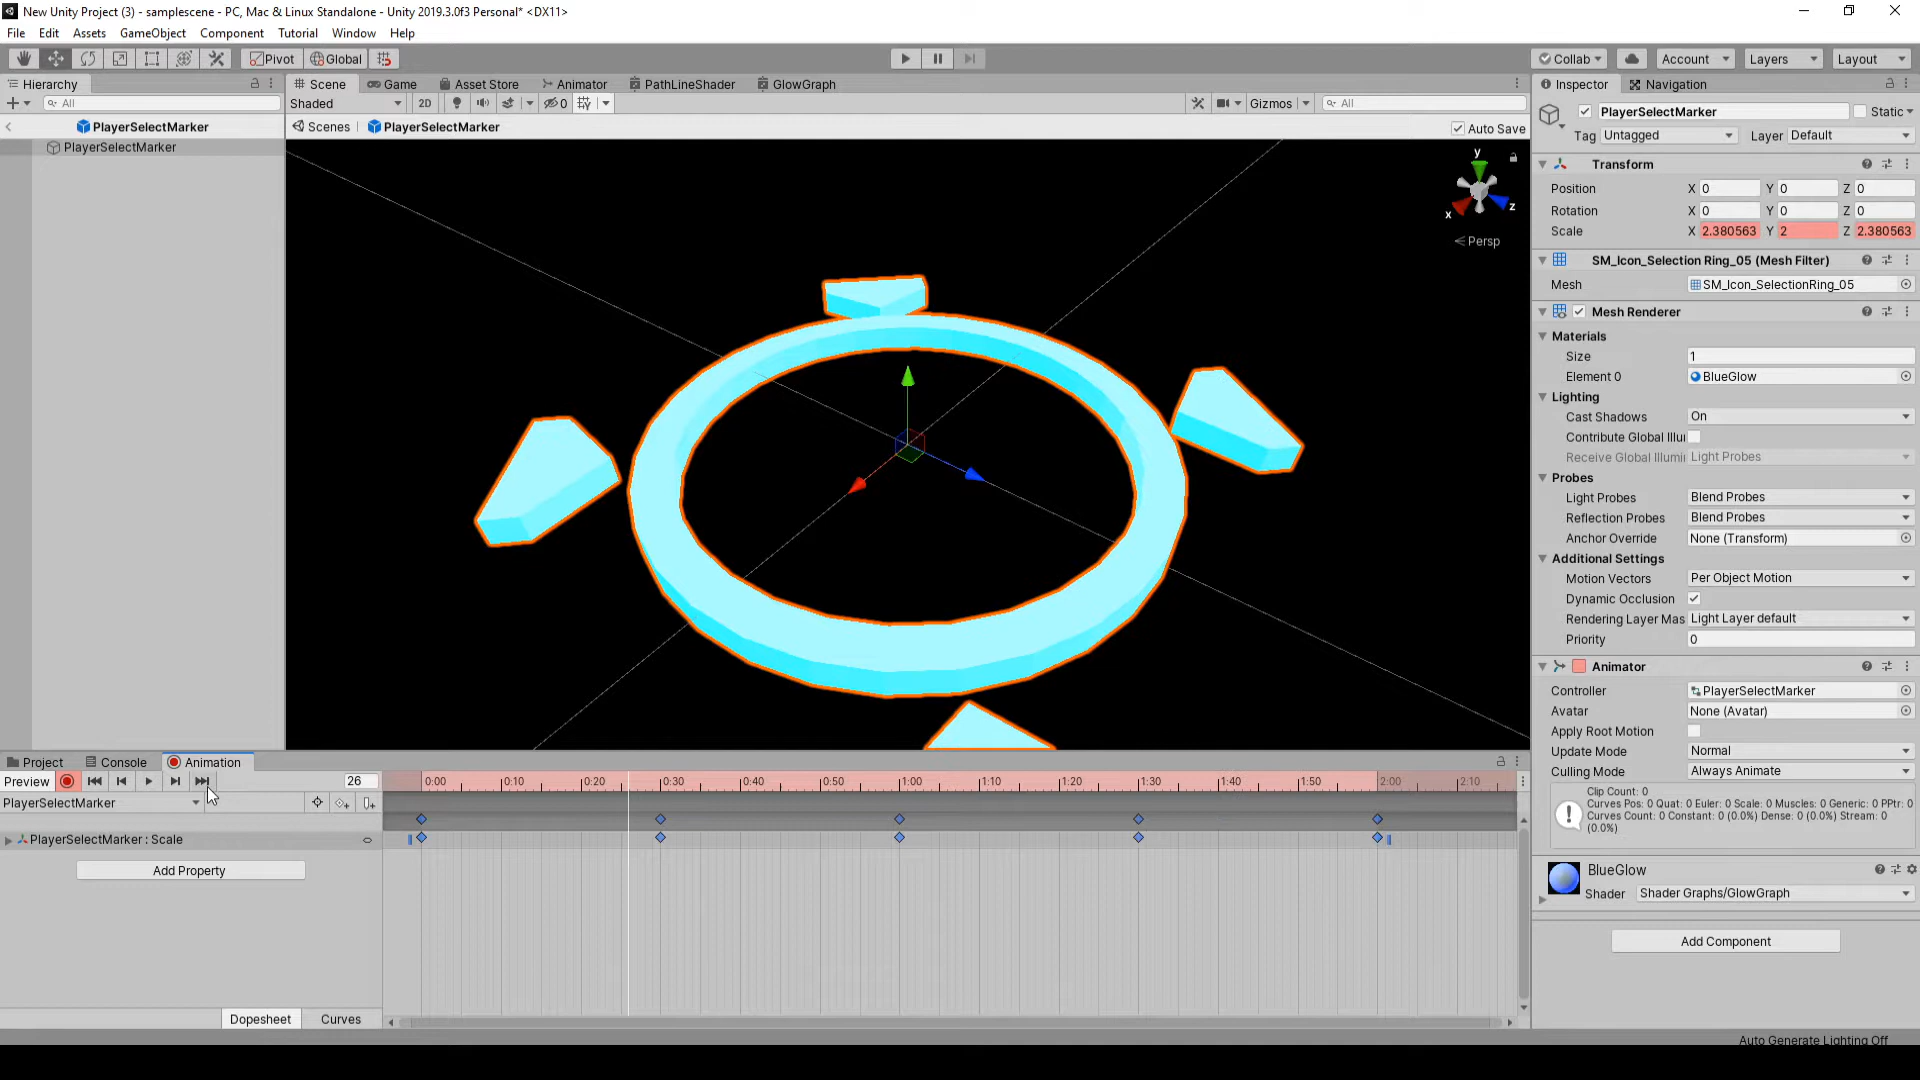 New Unity Project (3) - samplescene - PC, Mac & Linux Standalone - Unity 2019.3.0f3 Personal* <DX11>
File Edit Assets GameObject Component Tutorial Window Help
Pivot Global Collab Account Layers Layout
Hierarchy Scene Game Asset Store Animator PathLineShader GlowGraph Inspector Navigation
All Shaded 2D 0 Gizmos All
PlayerSelectMarker
PlayerSelectMarker
Scenes PlayerSelectMarker Auto Save
y
x
z
Persp
PlayerSelectMarker Static
Tag Untagged Layer Default
Transform
Position X 0 Y 0 Z 0
Rotation X 0 Y 0 Z 0
Scale X 2.380563 Y 2 Z 2.380563
SM_Icon_Selection Ring_05 (Mesh Filter)
Mesh SM_Icon_SelectionRing_05
Mesh Renderer
Materials
Size 1
Element 0 BlueGlow
Lighting
Cast Shadows On
Contribute Global Illu
Receive Global Illumi Light Probes
Probes
Light Probes Blend Probes
Reflection Probes Blend Probes
Anchor Override None (Transform)
Additional Settings
Motion Vectors Per Object Motion
Dynamic Occlusion
Rendering Layer Mas Light Layer default
Priority 0
Animator
Controller PlayerSelectMarker
Avatar None (Avatar)
Apply Root Motion
Update Mode Normal
Culling Mode Always Animate
Clip Count: 0
Curves Pos: 0 Quat: 0 Euler: 0 Scale: 0 Muscles: 0 Generic: 0 PPtr: 0
Curves Count: 0 Constant: 0 (0.0%) Dense: 0 (0.0%) Stream: 0
(0.0%)
BlueGlow
Shader Shader Graphs/GlowGraph
Add Component
Project Console Animation
Preview 26 0:00 0:10 0:20 0:30 0:40 0:50 1:00 1:10 1:20 1:30 1:50 2:00 2:10
PlayerSelectMarker
PlayerSelectMarker : Scale
Add Property
Dopesheet Curves
Auto Generate Lighting Off